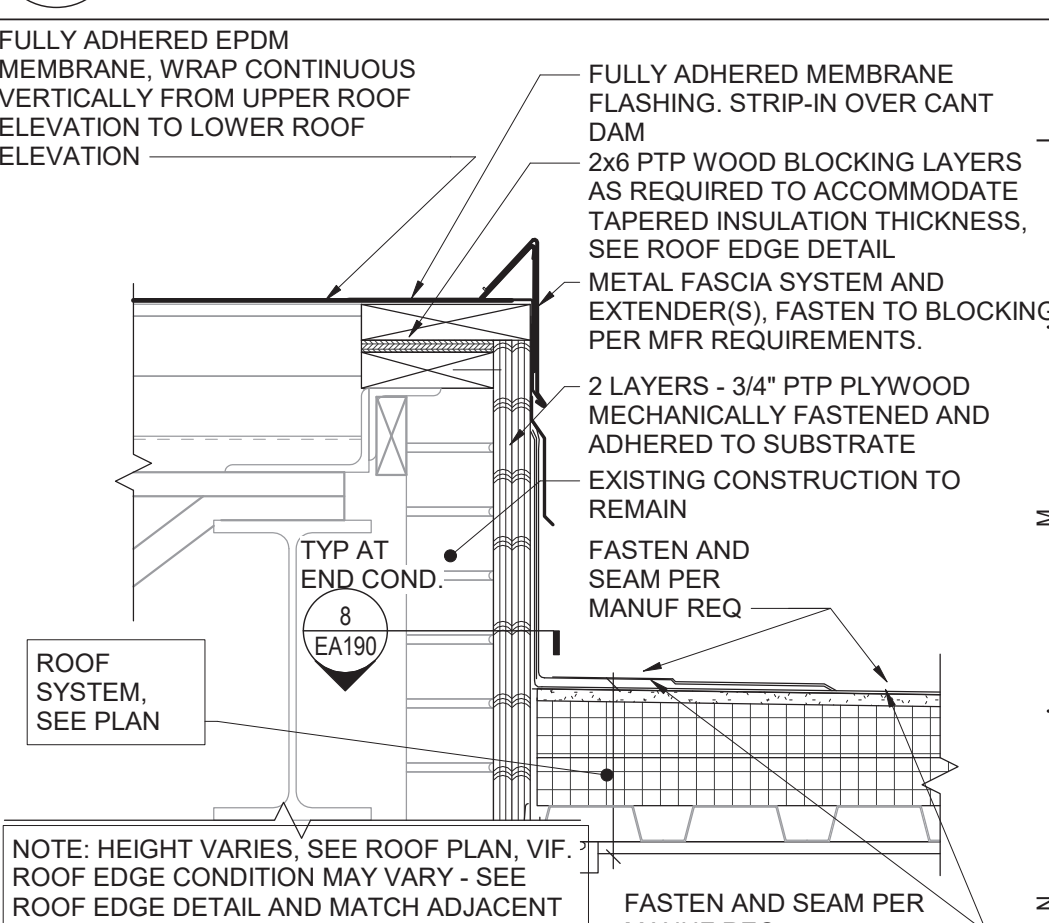 FULLY ADHERED EPDM
MEMBRANE, WRAP CONTINUOUS
VERTICALLY FROM UPPER ROOF
ELEVATION TO LOWER ROOF
ELEVATION
FULLY ADHERED MEMBRANE
FLASHING. STRIP-IN OVER CANT
DAM
2x6 PTP WOOD BLOCKING LAYERS
AS REQUIRED TO ACCOMMODATE
TAPERED INSULATION THICKNESS,
SEE ROOF EDGE DETAIL
METAL FASCIA SYSTEM AND
EXTENDER(S), FASTEN TO BLOCKING
PER MFR REQUIREMENTS.
2 LAYERS - 3/4" PTP PLYWOOD
MECHANICALLY FASTENED AND
ADHERED TO SUBSTRATE
EXISTING CONSTRUCTION TO
REMAIN
FASTEN AND
SEAM PER
MANUF REQ
TYP AT
END COND.
8
EA190
ROOF
SYSTEM,
SEE PLAN
NOTE: HEIGHT VARIES, SEE ROOF PLAN, VIF.
ROOF EDGE CONDITION MAY VARY - SEE
ROOF EDGE DETAIL AND MATCH ADJACENT
FASTEN AND SEAM PER